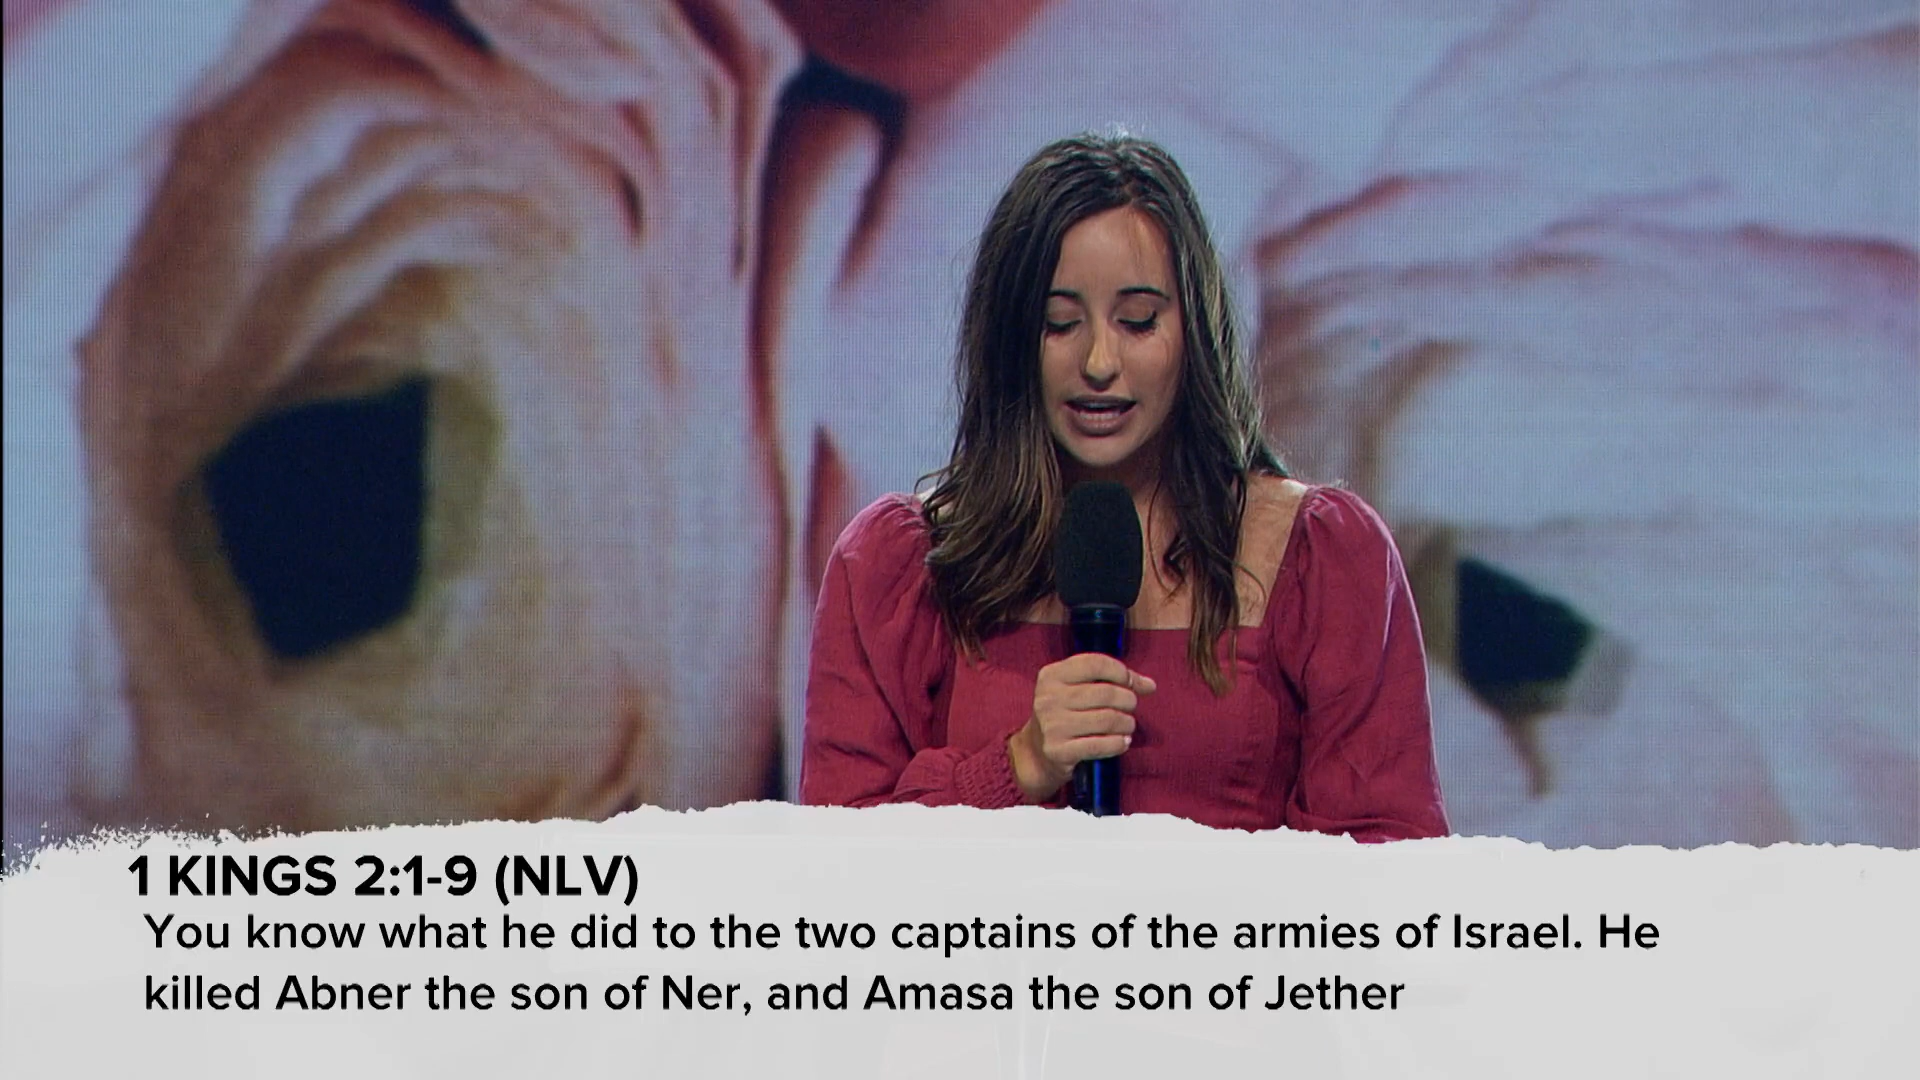 1 KINGS 2:1-9 (NLV)
You know what he did to the two captains of the armies of Israel. He
killed Abner the son of Ner, and Amasa the son of Jether